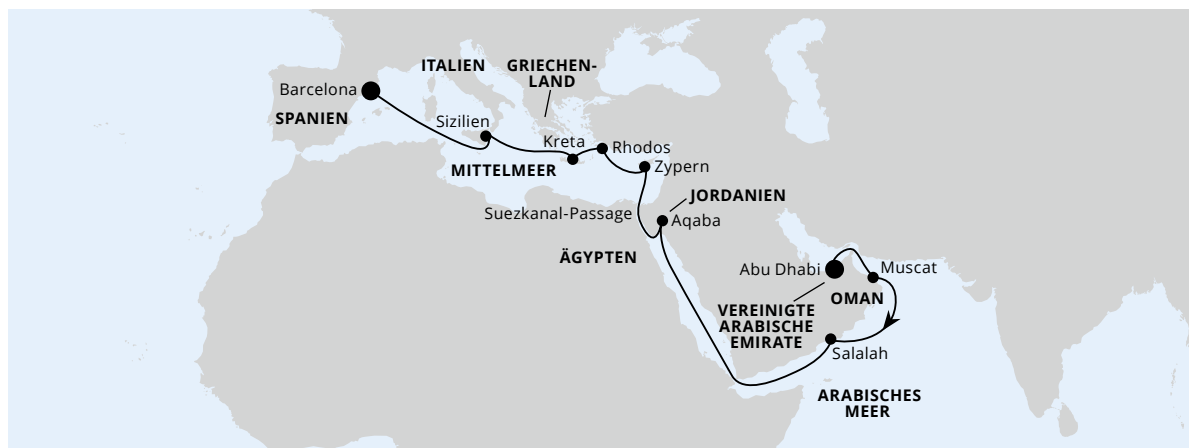 ITALIEN
GRIECHEN-
LAND
Barcelona
SPANIEN
Sizilien
Kreta
Rhodos
MITTELMEER
Zypern
JORDANIEN
Suezkanal-Passage
Aqaba
ÄGYPTEN
Abu Dhabi
Muscat
OMAN
VEREINIGTE
ARABISCHE
EMIRATE
Salalah
ARABISCHES
MEER